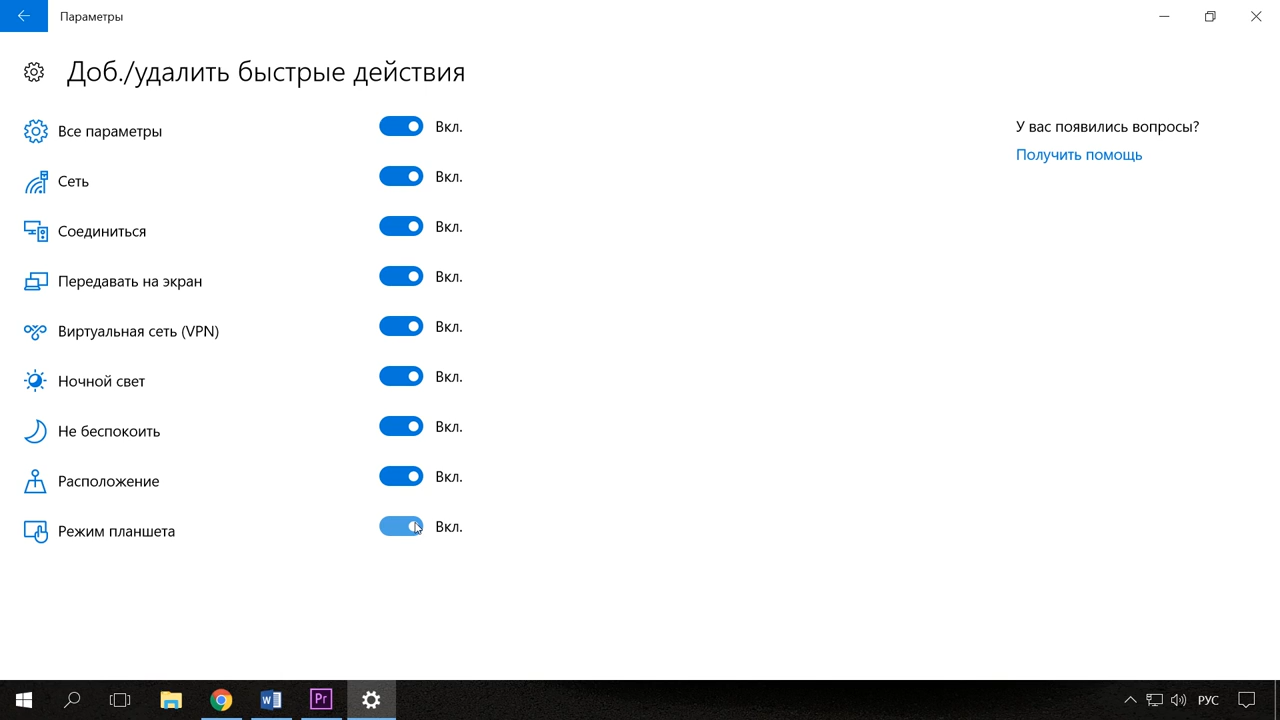 Параметры
Доб./удалить быстрые действия
Все параметры Вкл.
Сеть Вкл.
Соединиться Вкл.
Передавать на экран Вкл.
Виртуальная сеть (VPN) Вкл.
Ночной свет Вкл.
Не беспокоить Вкл.
Расположение Вкл.
Режим планшета Вкл.
У вас появились вопросы?
Получить помощь
W
Pr
РУС